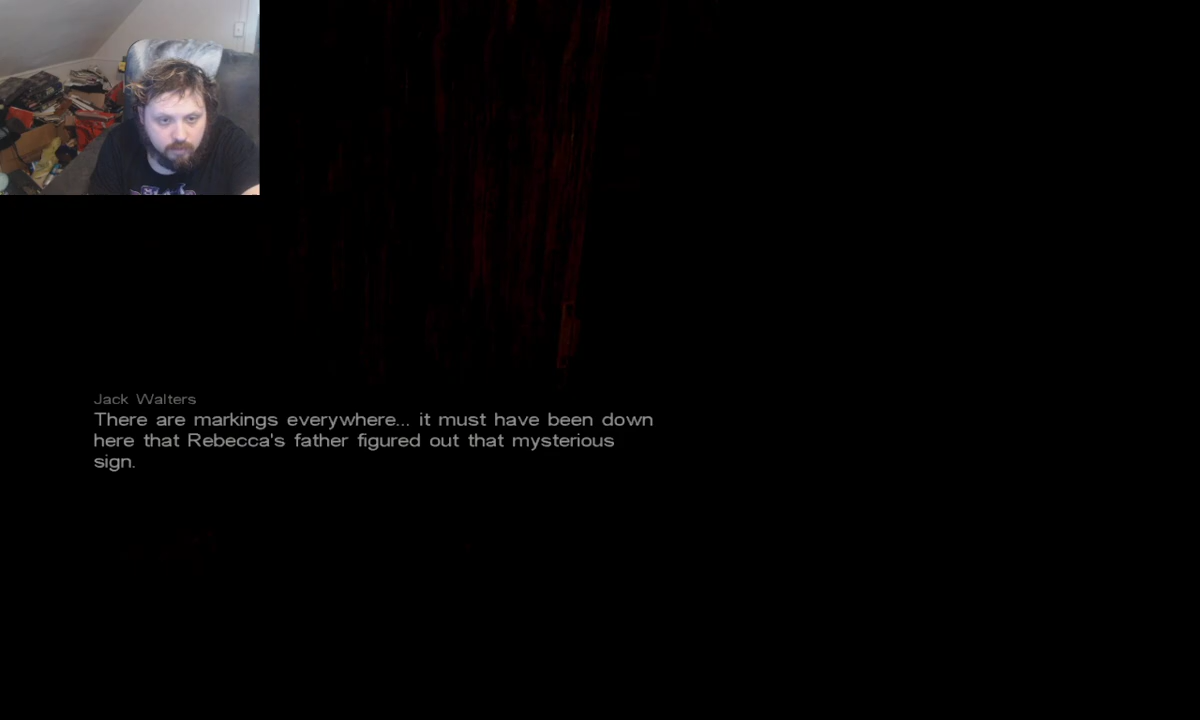 Jack Walters
There are markings everywhere... it must have been down
here that Rebecca's father figured out that mysterious
sign.